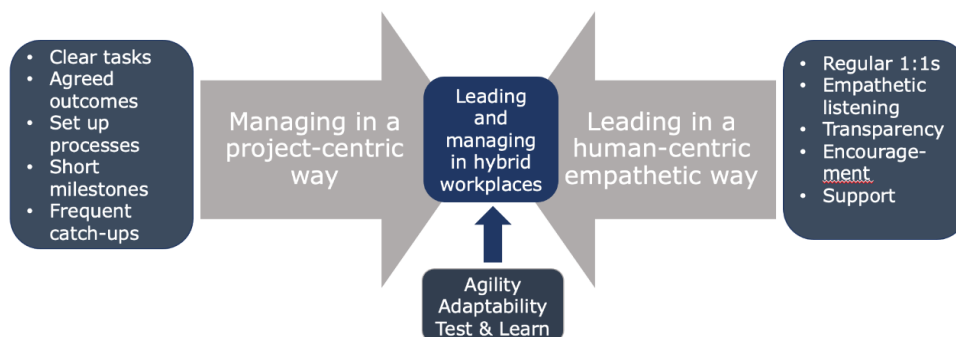 • Clear tasks
• Agreed
outcomes
• Set up
processes
• Short
milestones
• Frequent
catch-ups
Managing in a
project-centric
way
Leading
and
managing
in hybrid
workplaces
Leading in a
human-centric
empathetic way
• Regular 1:1s
• Empathetic
listening
• Transparency
• Encourage-
ment
• Support
Agility
Adaptability
Test & Learn